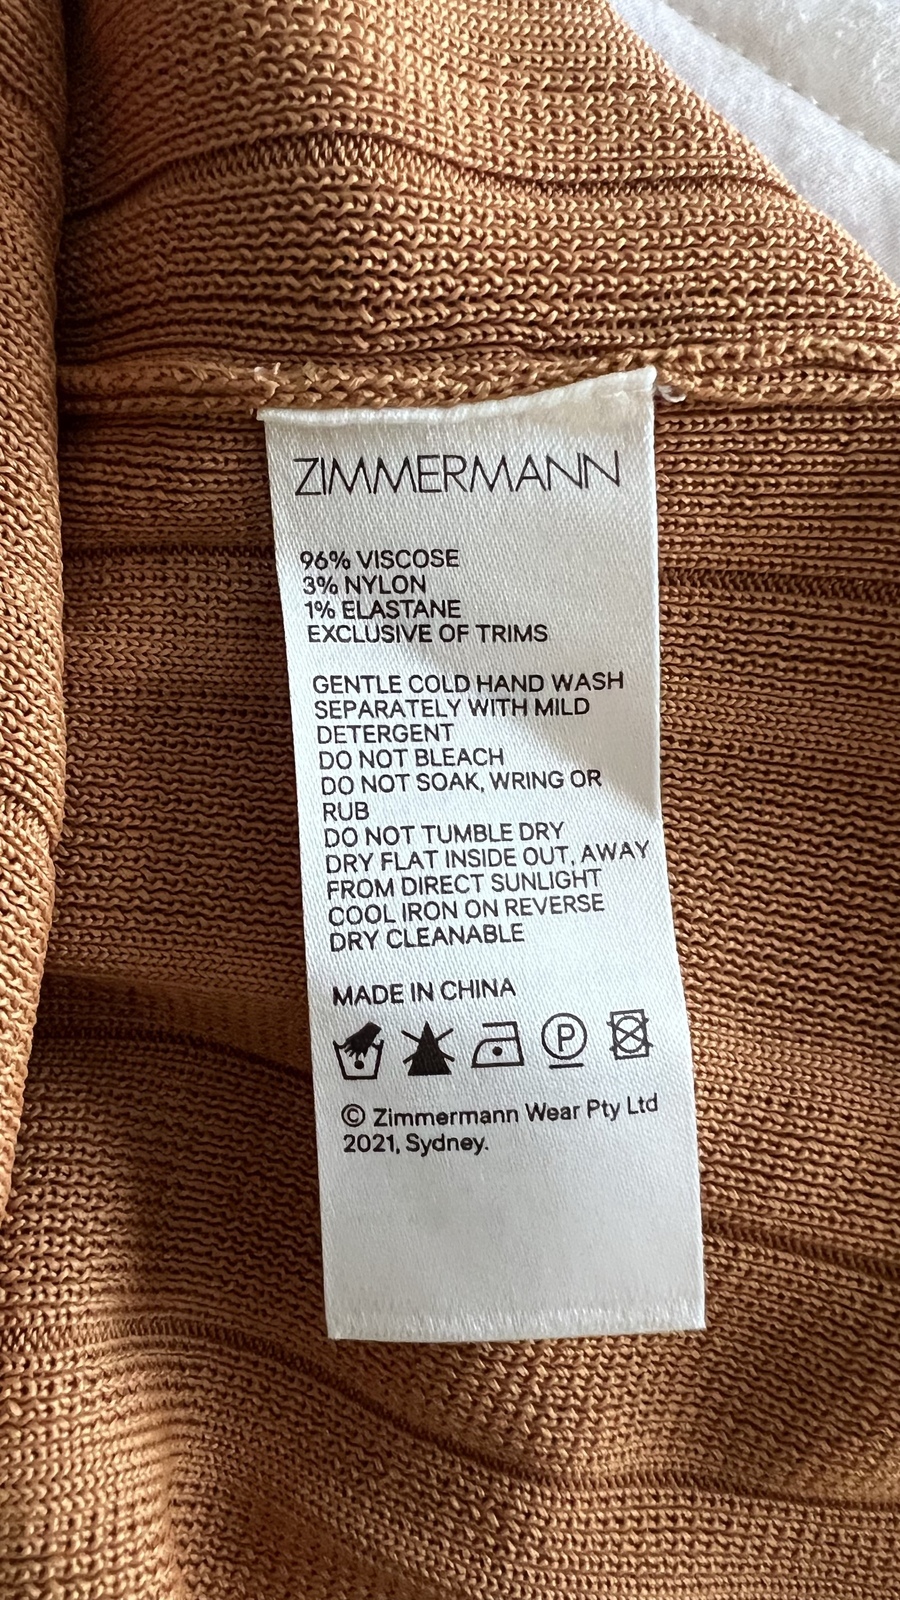 ZIMMERMANN
96% VISCOSE
3% NYLON
1% ELASTANE
EXCLUSIVE OF TRIMS
GENTLE COLD HAND WASH
SEPARATELY WITH MILD
DETERGENT
DO NOT BLEACH
DO NOT SOAK, WRING OR
RUB
DO NOT TUMBLE DRY
DRY FLAT INSIDE OUT, AWAY
FROM DIRECT SUNLIGHT
COOL IRON ON REVERSE
DRY CLEANABLE
MADE IN CHINA
P
© Zimmermann Wear Pty Ltd
2021, Sydney.